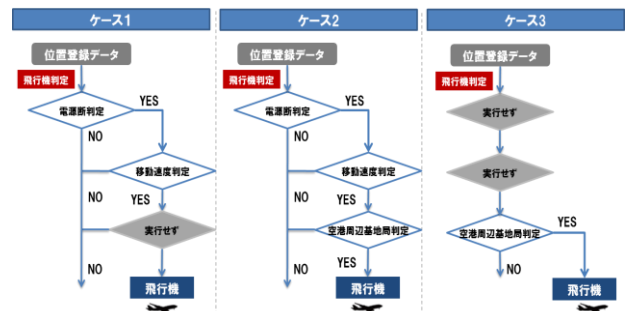 ケース1
位置登録データ
飛行機判定
電源断判定
YES
NO
移動速度判定
NO
YES
実行せず
NO
飛行機
ケース2
位置登録データ
飛行機判定
電源断判定
YES
NO
移動速度判定
NO
YES
空港周辺基地局判定
NO
YES
飛行機
ケース3
位置登録データ
飛行機判定
実行せず
実行せず
空港周辺基地局判定
YES
NO
飛行機